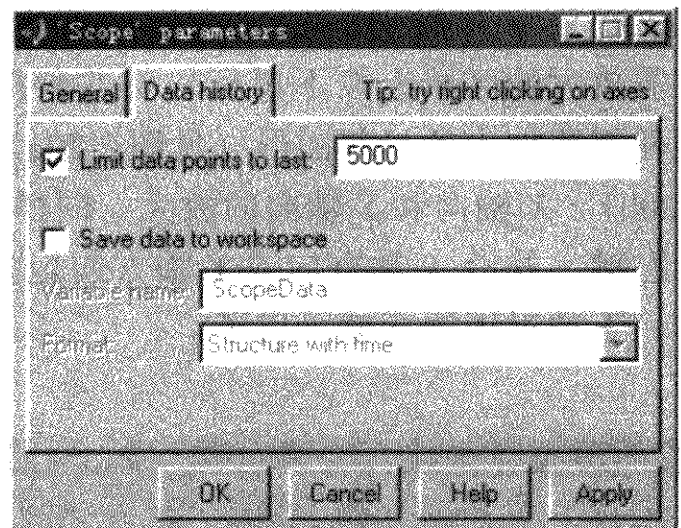 'Scope' parameters
General Data history Tip: try right clicking on axes
Limit data points to last: 5000
Save data to workspace
Variable name: ScopeData
Format: Structure with time
OK Cancel Help Apply